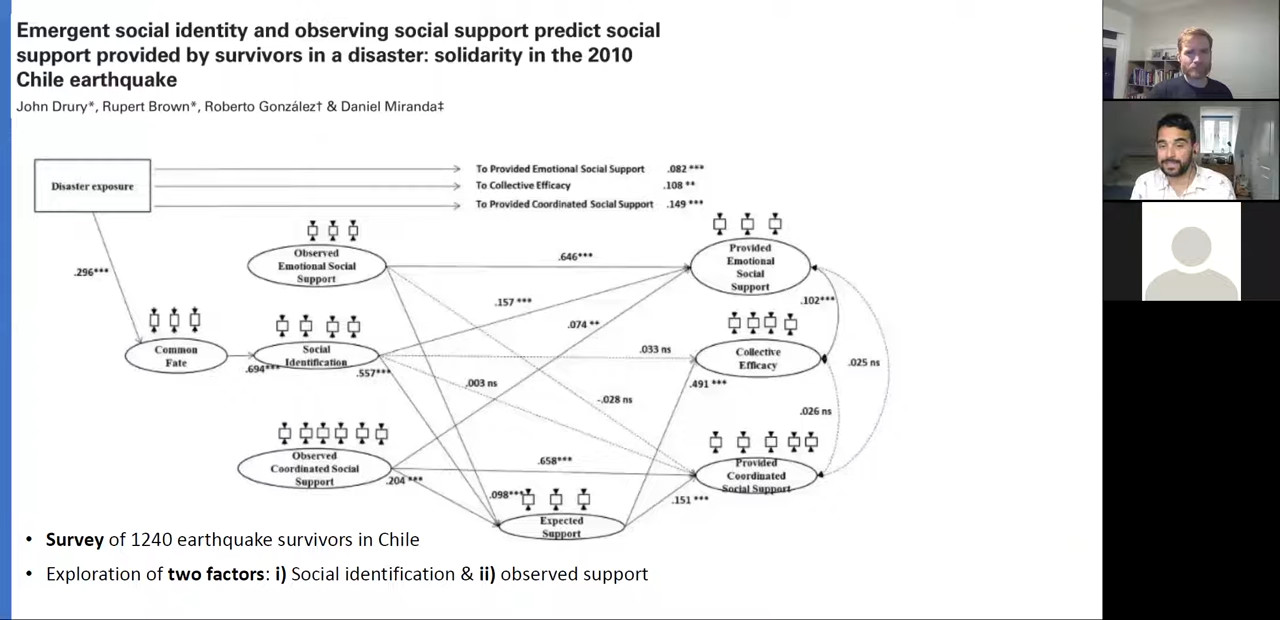 Emergent social identity and observing social support predict social
support provided by survivors in a disaster: solidarity in the 2010
Chile earthquake
John Drury*, Rupert Brown*, Roberto González† & Daniel Miranda‡
Disaster exposure
To Provided Emotional Social Support .082 ***
To Collective Efficacy .108 **
To Provided Coordinated Social Support .149 ***
.296***
Observed
Emotional Social
Support
.646***
Provided
Emotional
Social
Support
.157 ***
.102***
.074 **
Common
Fate
.694***
Social
Identification
.557***
.033 ns
Collective
Efficacy
.025 ns
.003 ns
.491 ***
-.028 ns
.026 ns
Observed
Coordinated Social
Support
.204 ***
.658***
Provided
Coordinated
Social Support
.098***
.151 ***
Expected
Support
• Survey of 1240 earthquake survivors in Chile
• Exploration of two factors: i) Social identification & ii) observed support